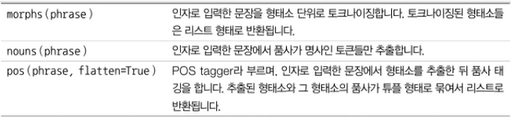 morphs(phrase) 인자로 입력한 문장을 형태소 단위로 토크나이징합니다. 토크나이징된 형태소들
은 리스트 형태로 반환됩니다.
nouns(phrase) 인자로 입력한 문장에서 품사가 명사인 토큰들만 추출합니다.
pos(phrase, flatten=True) POS tagger라 부르며, 인자로 입력한 문장에서 형태소를 추출한 뒤 품사 태
깅을 합니다. 추출된 형태소와 그 형태소의 품사가 튜플 형태로 묶여서 리스트로
반환됩니다.